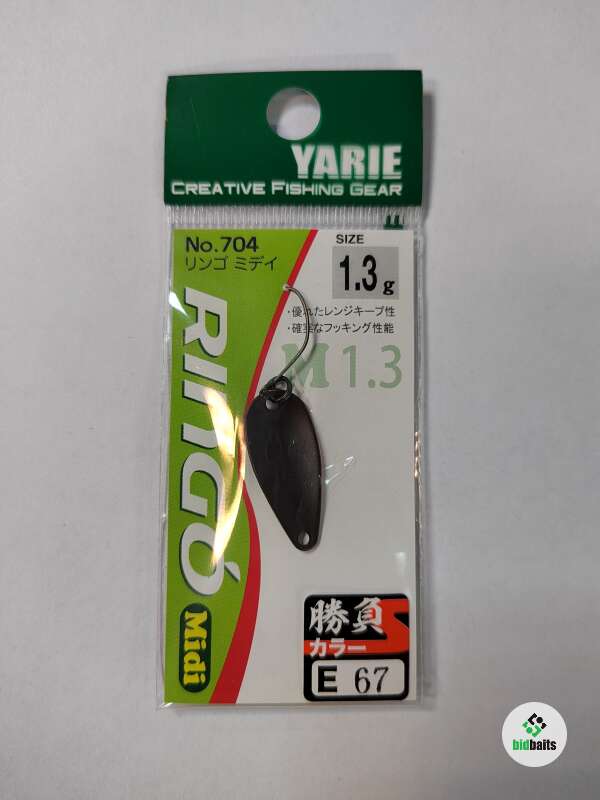 YARIE
CREATIVE FISHING GEAR
No.704
リンゴ ミデイ
SIZE
1.3g
・優れたレンジキープ性
・確実なフッキング性能
M 1.3
RINGO
Midi
勝負
カラーS
E 67
bidbaits